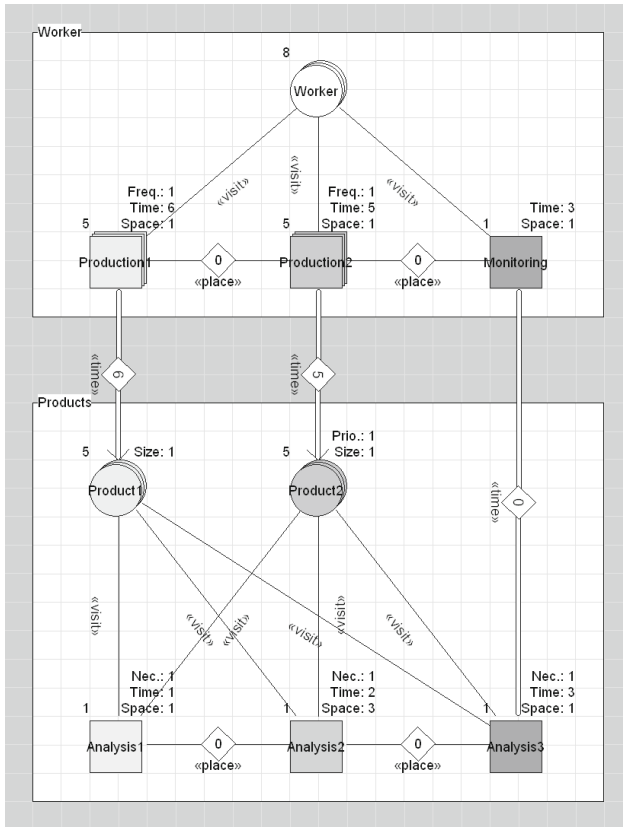 Worker
8
Worker
«visit»
«visit»
«visit»
Freq.: 1
Time: 6
5 Space: 1
Freq.: 1
Time: 5
5 Space: 1
Time: 3
1 Space: 1
Production1
0
Production2
0
Monitoring
«place»
«place»
«time»
6
«time»
5
Products
5 Size: 1
Prio.: 1
5 Size: 1
Product1
Product2
«time»
0
«visit»
«visit»
«visit»
«visit»
«visit»
«visit»
Nec.: 1
Time: 1
1 Space: 1
Nec.: 1
Time: 2
1 Space: 3
Nec.: 1
Time: 3
1 Space: 1
Analysis1
0
Analysis2
0
Analysis3
«place»
«place»